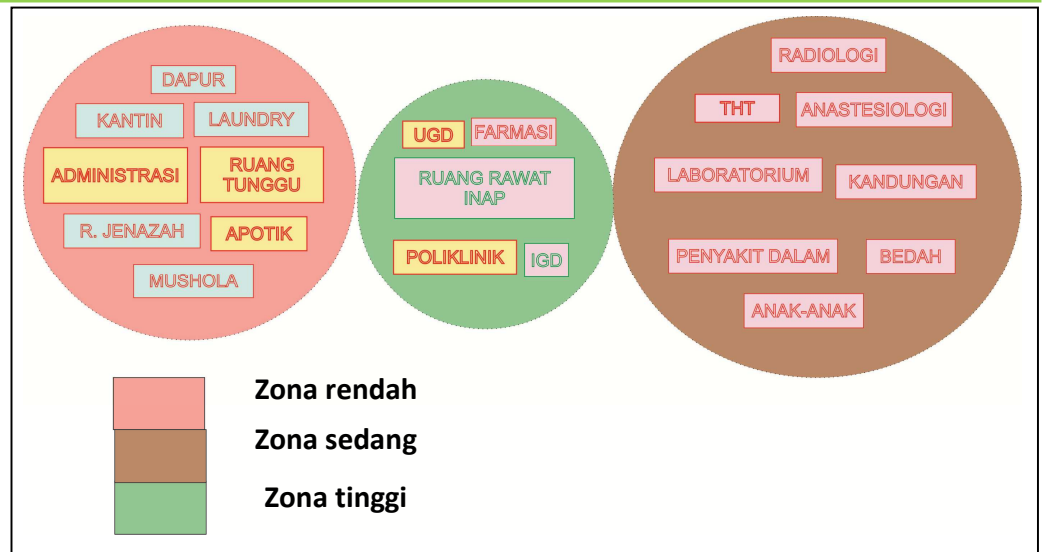 DAPUR
KANTIN
LAUNDRY
ADMINISTRASI
RUANG
TUNGGU
R. JENAZAH
APOTIK
MUSHOLA
UGD
FARMASI
RUANG RAWAT
INAP
POLIKLINIK
IGD
RADIOLOGI
THT
ANASTESIOLOGI
LABORATORIUM
KANDUNGAN
PENYAKIT DALAM
BEDAH
ANAK-ANAK
Zona rendah
Zona sedang
Zona tinggi